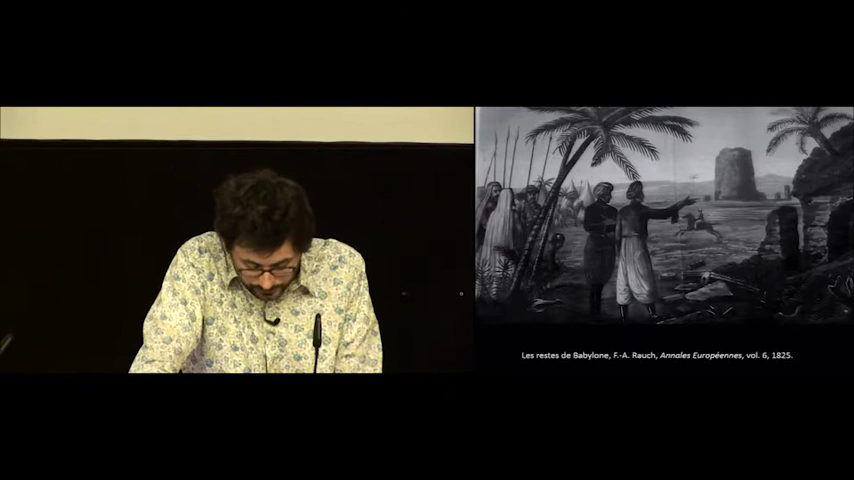 Les restes de Babylone, F.-A. Rauch, Annales Européennes, vol. 6, 1825.